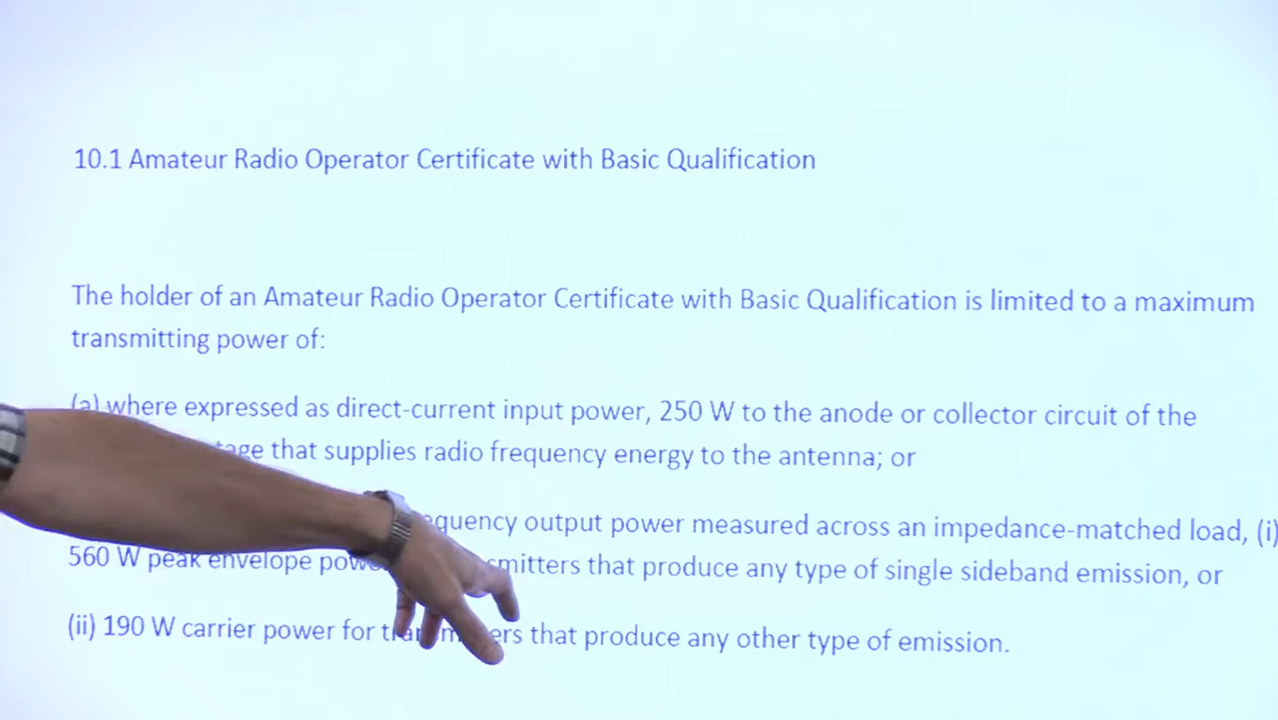 10.1 Amateur Radio Operator Certificate with Basic Qualification
The holder of an Amateur Radio Operator Certificate with Basic Qualification is limited to a maximum
transmitting power of:
(a) where expressed as direct-current input power, 250 W to the anode or collector circuit of the
that supplies radio frequency energy to the antenna; or
output power measured across an impedance-matched load, (i)
560 W peak envelope that produce any type of single sideband emission, or
(ii) 190 W carrier power for that produce any other type of emission.